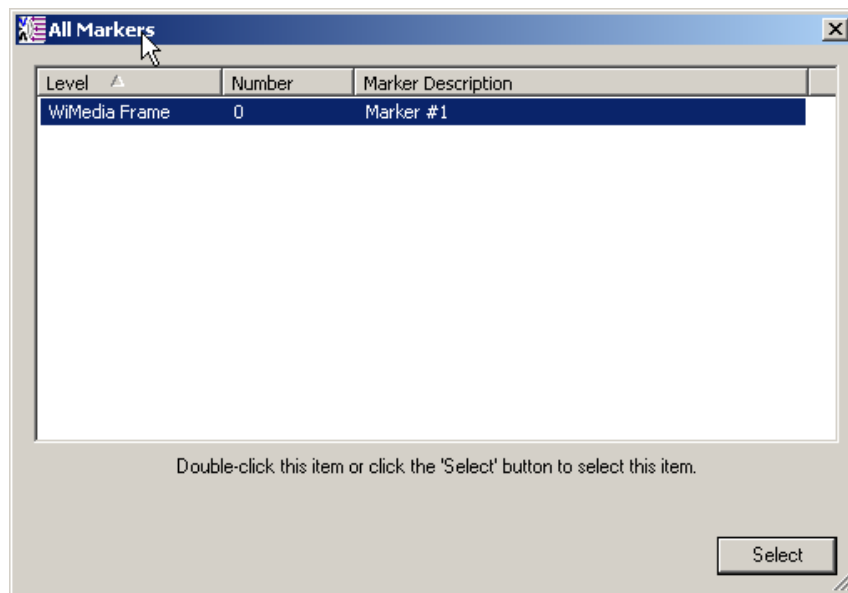 All Markers
Level Number Marker Description
WiMedia Frame 0 Marker #1
Double-click this item or click the 'Select' button to select this item.
Select